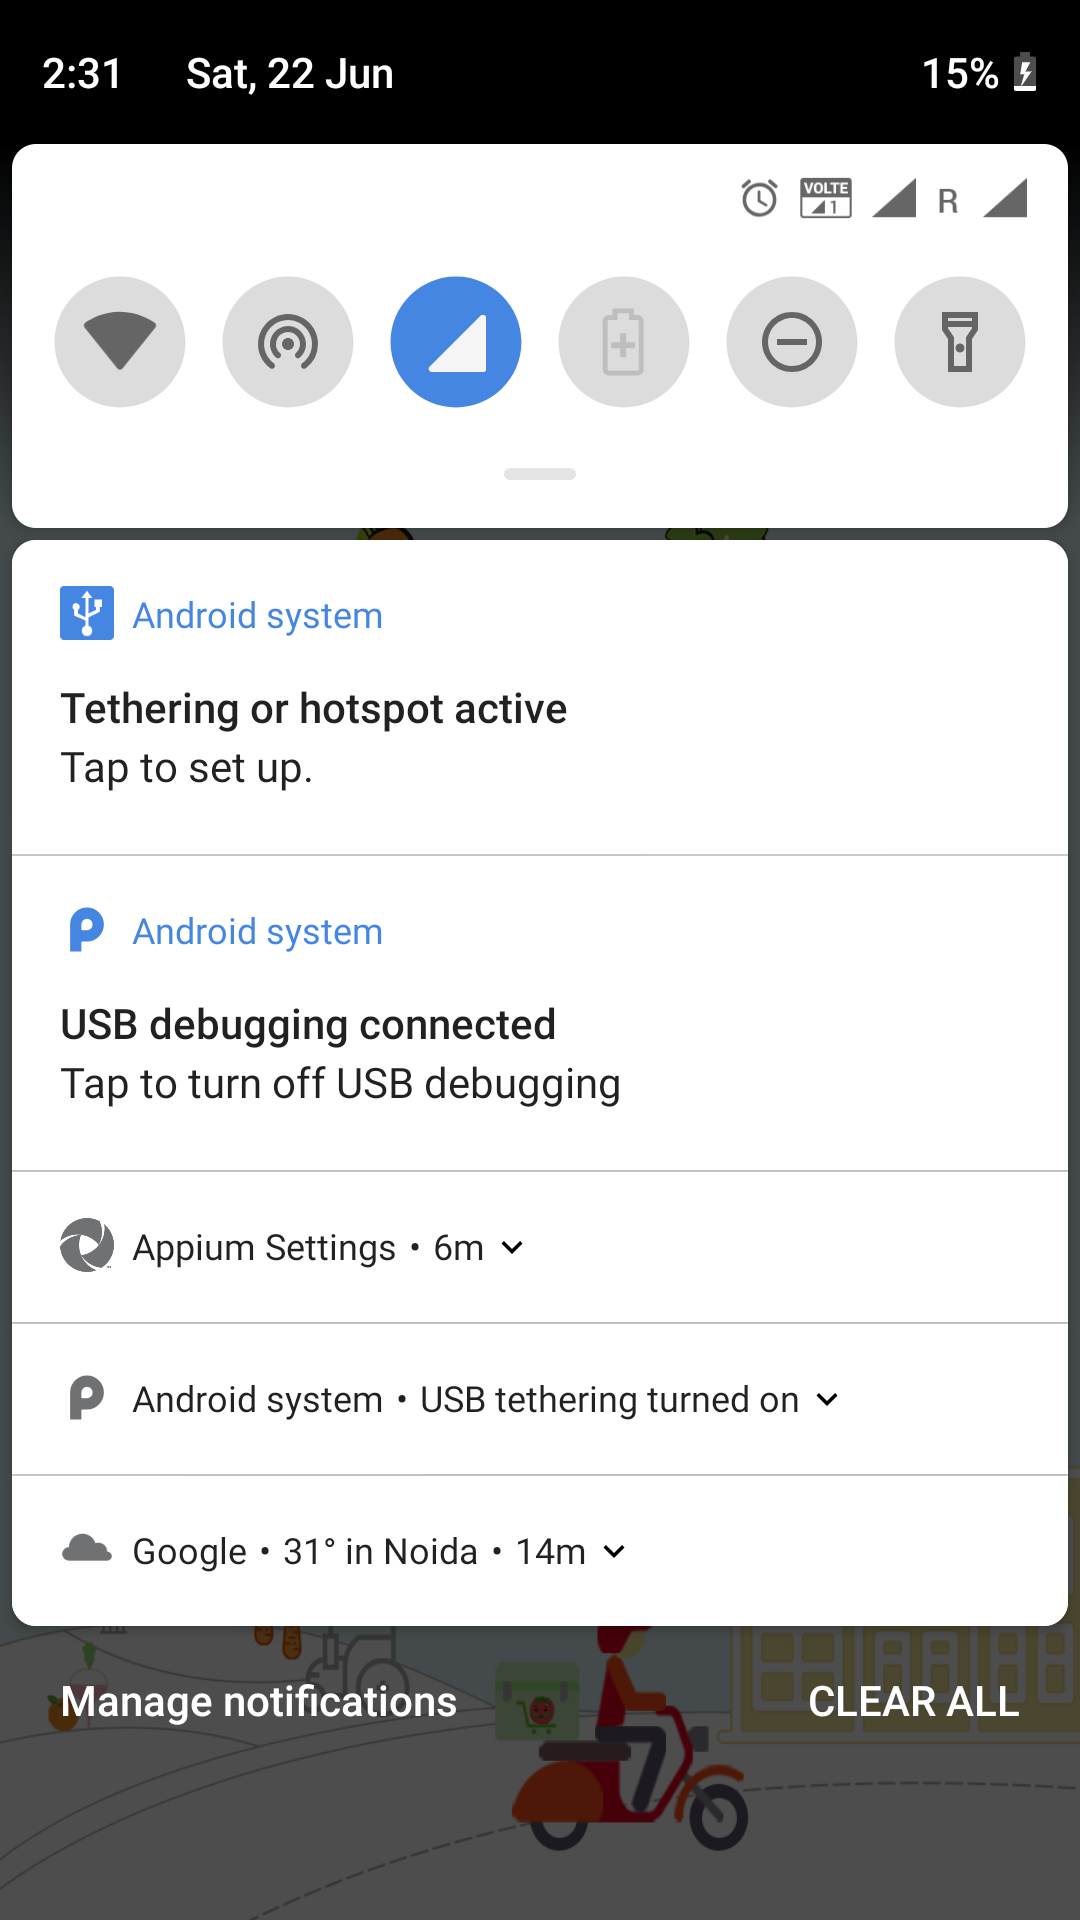 2:31 Sat, 22 Jun 15%
VOLTE
1 R
Android system
Tethering or hotspot active
Tap to set up.
Android system
USB debugging connected
Tap to turn off USB debugging
Appium Settings • 6m
Android system • USB tethering turned on
Google • 31° in Noida • 14m
Manage notifications CLEAR ALL